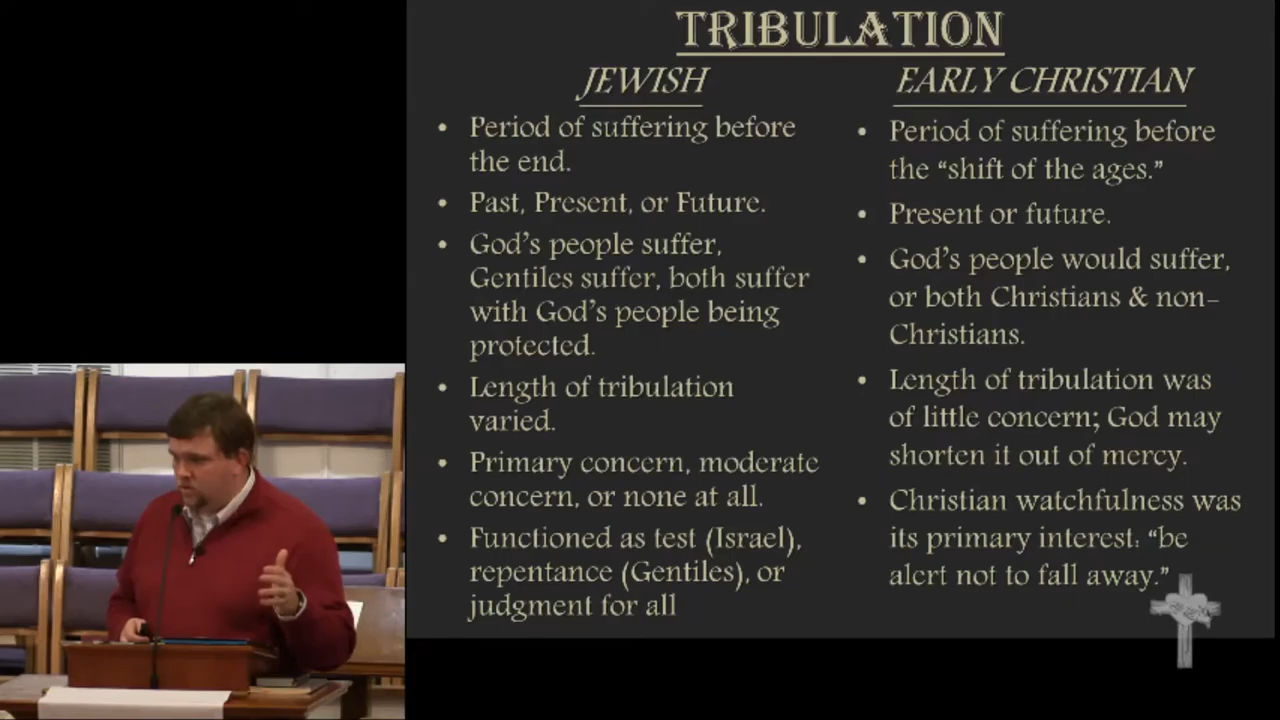 TRIBULATION
JEWISH
• Period of suffering before
the end.
• Past, Present, or Future.
• God's people suffer,
Gentiles suffer, both suffer
with God's people being
protected.
• Length of tribulation
varied.
• Primary concern, moderate
concern, or none at all.
• Functioned as test (Israel),
repentance (Gentiles), or
judgment for all
EARLY CHRISTIAN
• Period of suffering before
the “shift of the ages.”
• Present or future.
• God's people would suffer,
or both Christians & non-
Christians.
• Length of tribulation was
of little concern; God may
shorten it out of mercy.
• Christian watchfulness was
its primary interest: “be
alert not to fall away.”